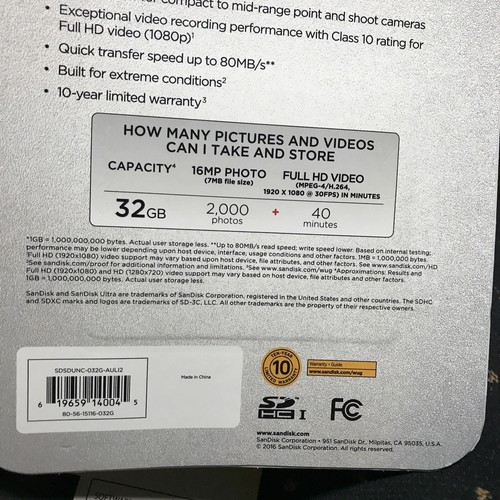 compact to mid-range point and shoot cameras
• Exceptional video recording performance with Class 10 rating for
Full HD video (1080p)¹
• Quick transfer speed up to 80MB/s**
• Built for extreme conditions²
• 10-year limited warranty³
HOW MANY PICTURES AND VIDEOS
CAN I TAKE AND STORE
CAPACITY⁴ 16MP PHOTO FULL HD VIDEO
(7MB file size) (MPEG-4/H.264,
1920 X 1080 @ 30FPS) IN MINUTES
32GB 2,000 + 40
photos minutes
*1GB = 1,000,000,000 bytes. Actual user storage less. **Up to 80MB/s read speed; write speed lower. Based on internal testing;
performance may be lower depending upon host device, interface, usage conditions and other factors. 1MB = 1,000,000 bytes.
Full HD (1920x1080) video support may vary based on host device, file attributes, and other factors. See www.sandisk.com/HD
²See sandisk.com/proof for additional information and limitations. ³See www.sandisk.com/wug ⁴Approximations; Results and
Full HD (1920x1080) and HD (1280x720) video support may vary based on host device, file attributes and other factors.
1GB = 1,000,000,000 bytes. Actual user storage less.
SanDisk and SanDisk Ultra are trademarks of SanDisk Corporation, registered in the United States and other countries. The SDHC
and SDXC marks and logos are trademarks of SD-3C, LLC. All other trademarks are the property of their respective owners.
SDSDUNC-032G-AULI2
Made in China
6 19659 14004 5
80-56-15116-032G
TEN-YEAR
10
LIMITED WARRANTY
Warranty • Guide
www.sandisk.com/wug
SD
HC I
FC
www.sandisk.com
SanDisk Corporation • 951 SanDisk Dr., Milpitas, CA 95035, U.S.A.
© 2016 SanDisk Corporation. All rights reserved.